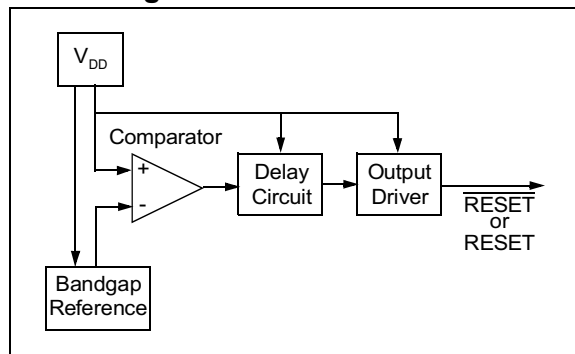 V_DD
Comparator
+
-
Delay
Circuit
Output
Driver
RESET
or
RESET
Bandgap
Reference